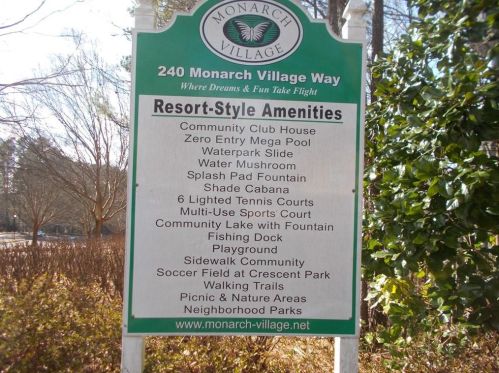 MONARCH
VILLAGE
240 Monarch Village Way
Where Dreams & Fun Take Flight
Resort-Style Amenities
Community Club House
Zero Entry Mega Pool
Waterpark Slide
Water Mushroom
Splash Pad Fountain
Shade Cabana
6 Lighted Tennis Courts
Multi-Use Sports Court
Community Lake with Fountain
Fishing Dock
Playground
Sidewalk Community
Soccer Field at Crescent Park
Walking Trails
Picnic & Nature Areas
Neighborhood Parks
www.monarch-village.net